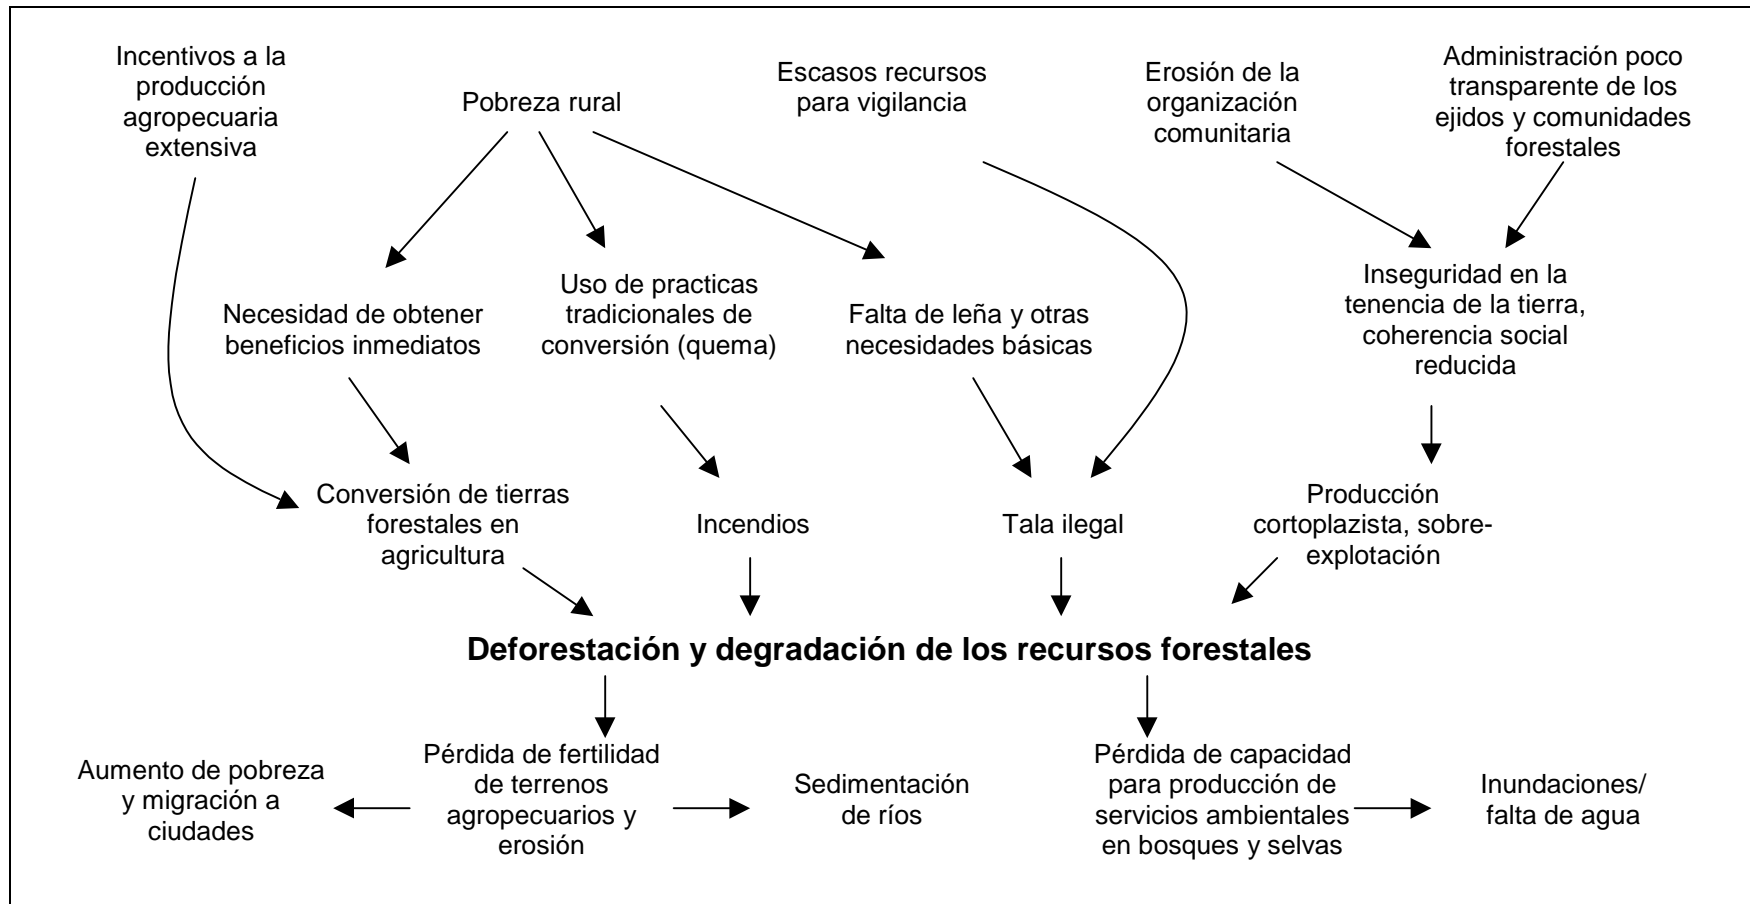 Incentivos a la
producción
agropecuaria
extensiva
Pobreza rural
Escasos recursos
para vigilancia
Erosión de la
organización
comunitaria
Administración poco
transparente de los
ejidos y comunidades
forestales
Necesidad de obtener
beneficios inmediatos
Uso de practicas
tradicionales de
conversión (quema)
Falta de leña y otras
necesidades básicas
Inseguridad en la
tenencia de la tierra,
coherencia social
reducida
Conversión de tierras
forestales en
agricultura
Incendios
Tala ilegal
Producción
cortoplazista, sobre-
explotación
Deforestación y degradación de los recursos forestales
Aumento de pobreza
y migración a
ciudades
Pérdida de fertilidad
de terrenos
agropecuarios y
erosión
Sedimentación
de ríos
Pérdida de capacidad
para producción de
servicios ambientales
en bosques y selvas
Inundaciones/
falta de agua